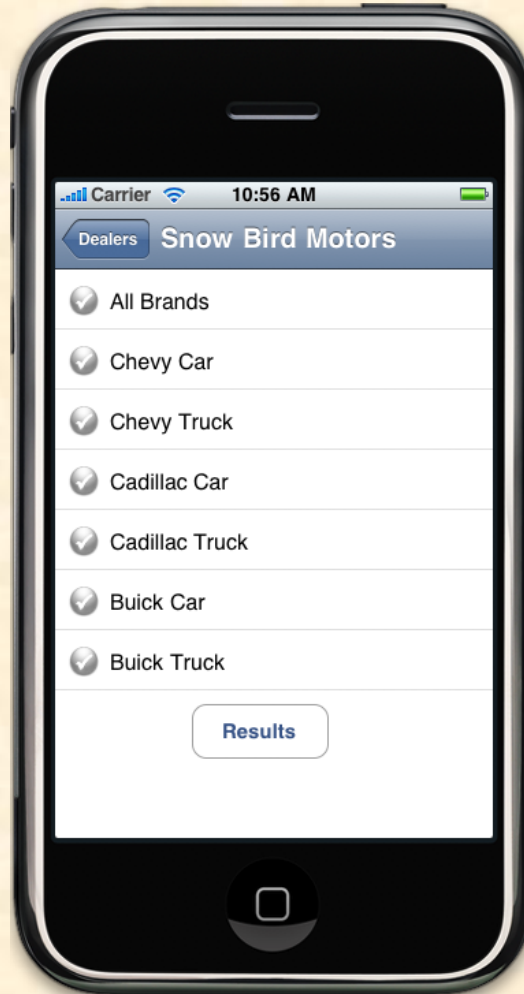 Carrier 10:56 AM
Dealers Snow Bird Motors
All Brands
Chevy Car
Chevy Truck
Cadillac Car
Cadillac Truck
Buick Car
Buick Truck
Results